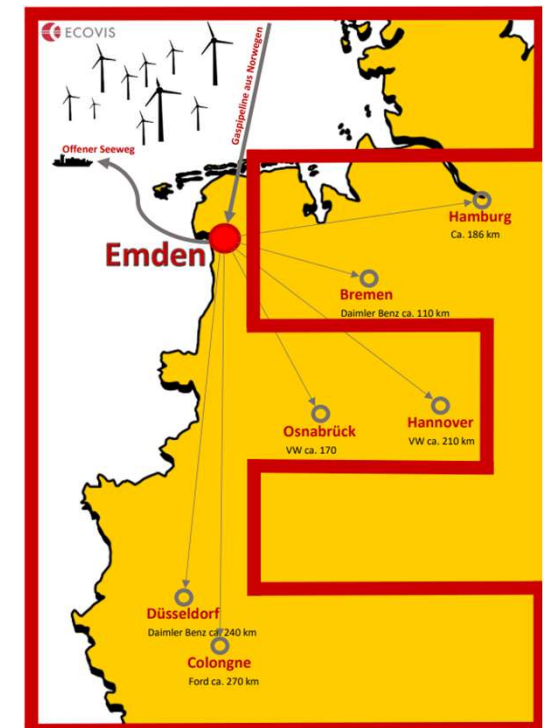 ECOVIS
Gaspipeline aus Norwegen
Offener Seeweg
Emden
Hamburg
Ca. 186 km
Bremen
Daimler Benz ca. 110 km
Osnabrück
VW ca. 170
Hannover
VW ca. 210 km
Düsseldorf
Daimler Benz ca. 240 km
Colongne
Ford ca. 270 km